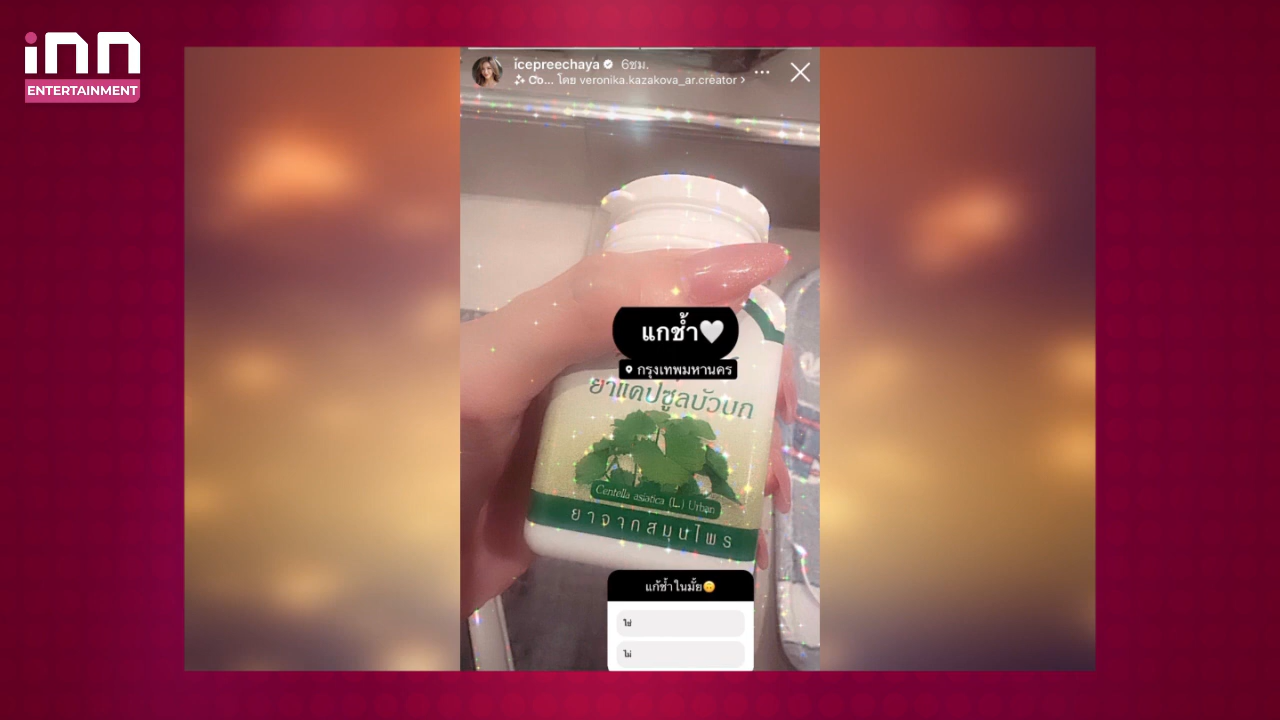 inn
ENTERTAINMENT
icepreechaya 6ชม.
Co... โดย veronika.kazakova_ar.creator >
แกช้ำ🤍
กรุงเทพมหานคร
ยาแคปซูลบัวบก
Centella asiatica (L.) Urban
ยาจากสมุนไพร
แก้ช้ำในมั้ย🙃
ใช่
ไม่